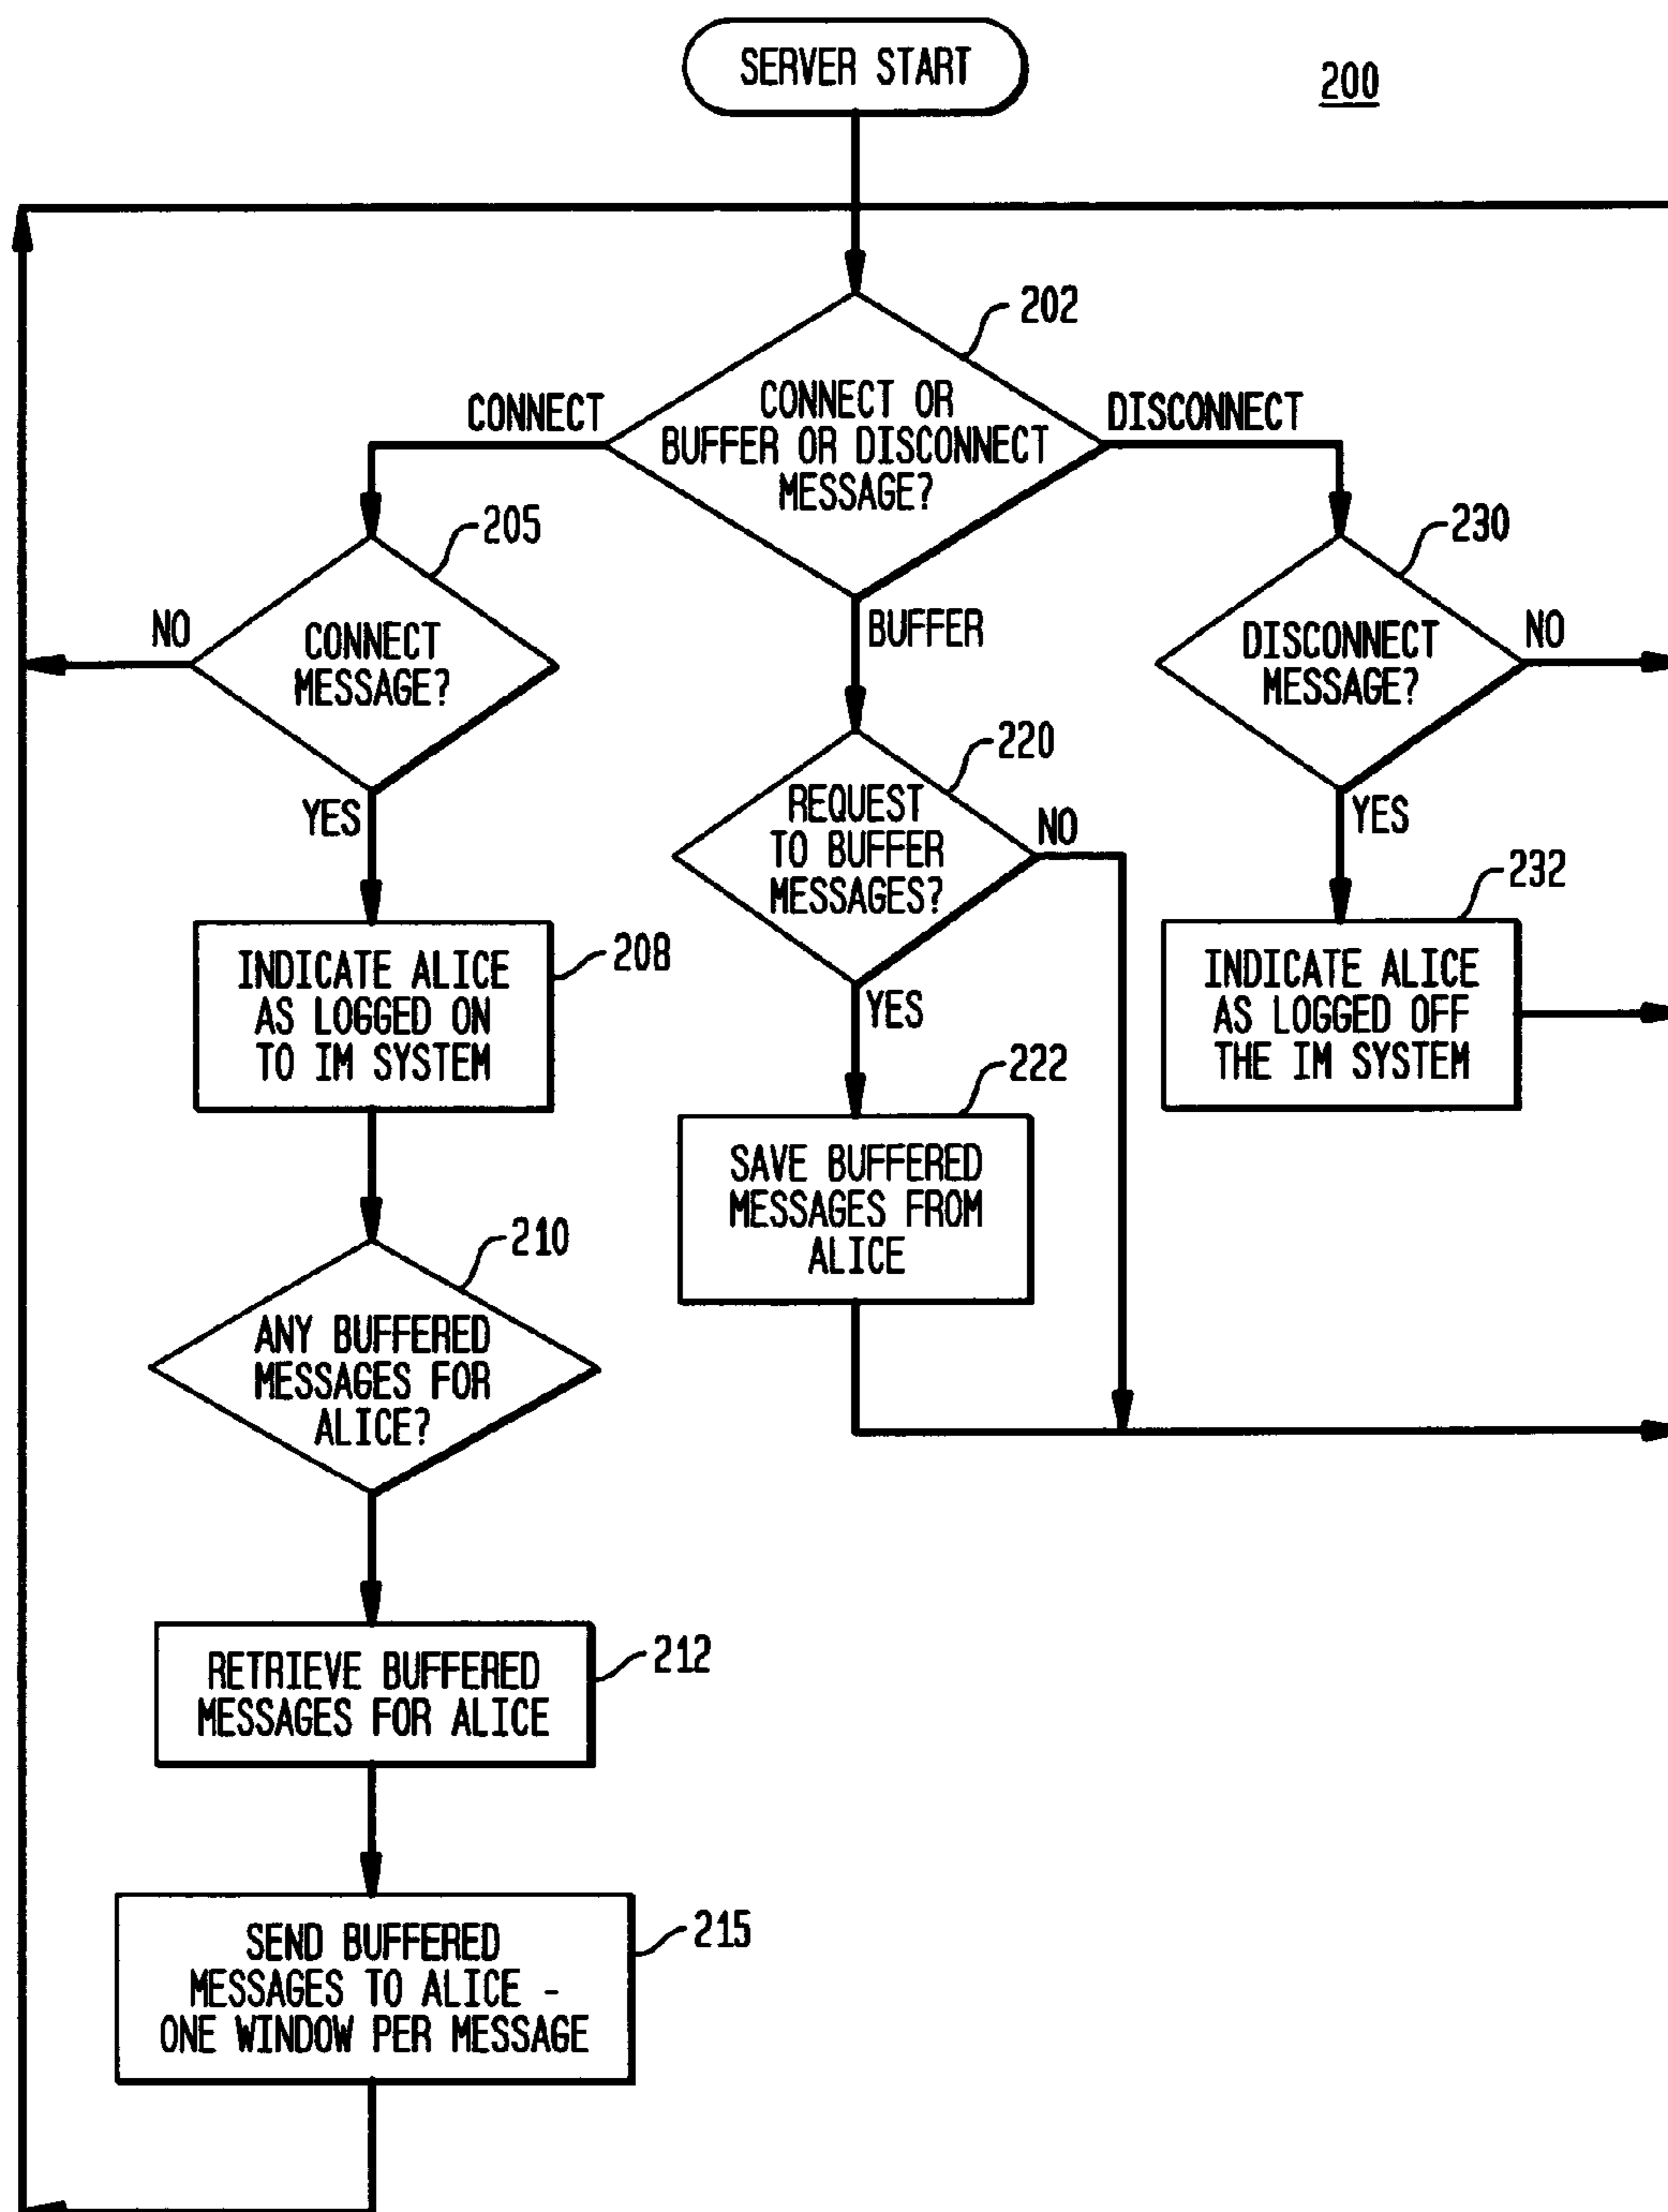 SERVER START
200
202
CONNECT OR
BUFFER OR DISCONNECT
MESSAGE?
CONNECT
DISCONNECT
BUFFER
205
CONNECT
MESSAGE?
NO
YES
230
DISCONNECT
MESSAGE?
NO
YES
220
REQUEST
TO BUFFER
MESSAGES?
NO
YES
208
INDICATE ALICE
AS LOGGED ON
TO IM SYSTEM
232
INDICATE ALICE
AS LOGGED OFF
THE IM SYSTEM
222
SAVE BUFFERED
MESSAGES FROM
ALICE
210
ANY BUFFERED
MESSAGES FOR
ALICE?
212
RETRIEVE BUFFERED
MESSAGES FOR ALICE
215
SEND BUFFERED
MESSAGES TO ALICE -
ONE WINDOW PER MESSAGE